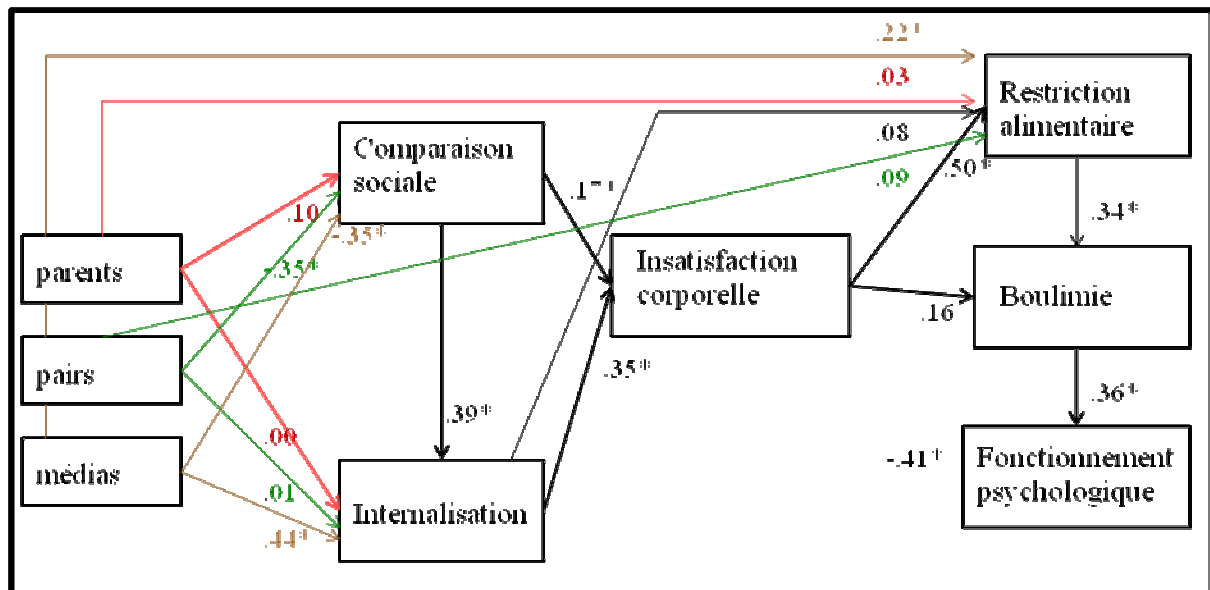 .22*
.03
Restriction
alimentaire
Comparaison
sociale
.08
.50*
.09
.10
-.35*
-.35*
.34*
parents
Insatisfaction
corporelle
Boulimie
.16
pairs
.35*
.39*
.36*
médias
.00
.01
.44*
Internalisation
-.41*
Fonctionnement
psychologique